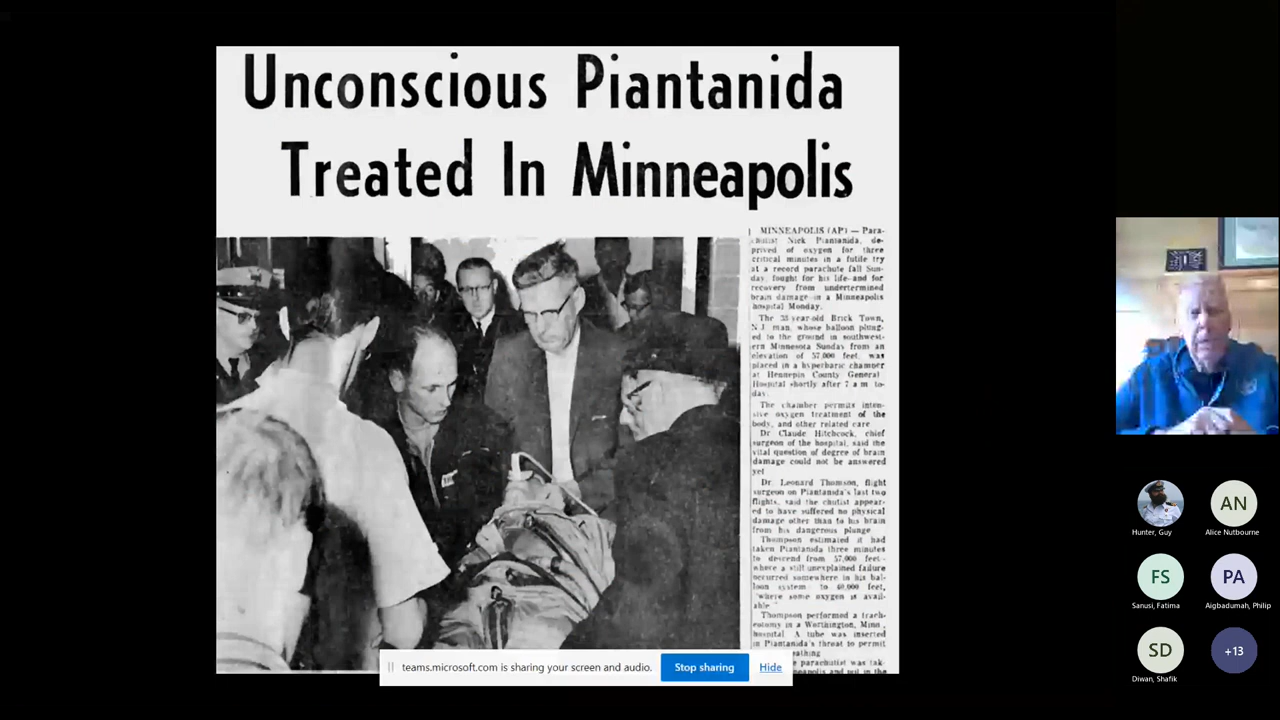 Unconscious Piantanida
Treated In Minneapolis
MINNEAPOLIS (AP) — Para-
chutist Nick Piantanida, de-
prived of oxygen for three
critical minutes in a futile try
at a record parachute fall Sun-
day, fought for his life and for
recovery from undertermined
brain damage in a Minneapolis
hospital Monday.
The 33-year-old Brick Town,
N.J. man, whose balloon plung-
ed to the ground in southwest-
ern Minnesota Sunday from an
elevation of 57,000 feet, was
placed in a hyperbaric chamber
at Hennepin County General
Hospital shortly after 7 a m to-
day.
The chamber permits inten-
sive oxygen treatment of the
body, and other related care
Dr Claude Hitchcock, chief
surgeon of the hospital, said the
vital question of degree of brain
damage could not be answered
yet
Dr. Leonard Thomson, flight
surgeon on Piantanida's last two
flights, said the chutist appear-
ed to have suffered no physical
damage other than to his brain
from his dangerous plunge
Thompson estimated it had
taken Piantanida three minutes
to descend from 57,000 feet-
where a still unexplained failure
occurred somewhere in his bal-
loon system to 40,000 feet,
"where some oxygen is avail-
able."
Thompson performed a trach-
eotomy in a Worthington, Minn,
hospital. A tube was inserted
in Piantanida's throat to permit
parachutist was tak-
teams.microsoft.com is sharing your screen and audio.
Stop sharing
Hide
Hunter, Guy
AN
Alice Nutbourne
FS
Sanusi, Fatima
PA
Aigbadumah, Philip
SD
Diwan, Shafik
+13